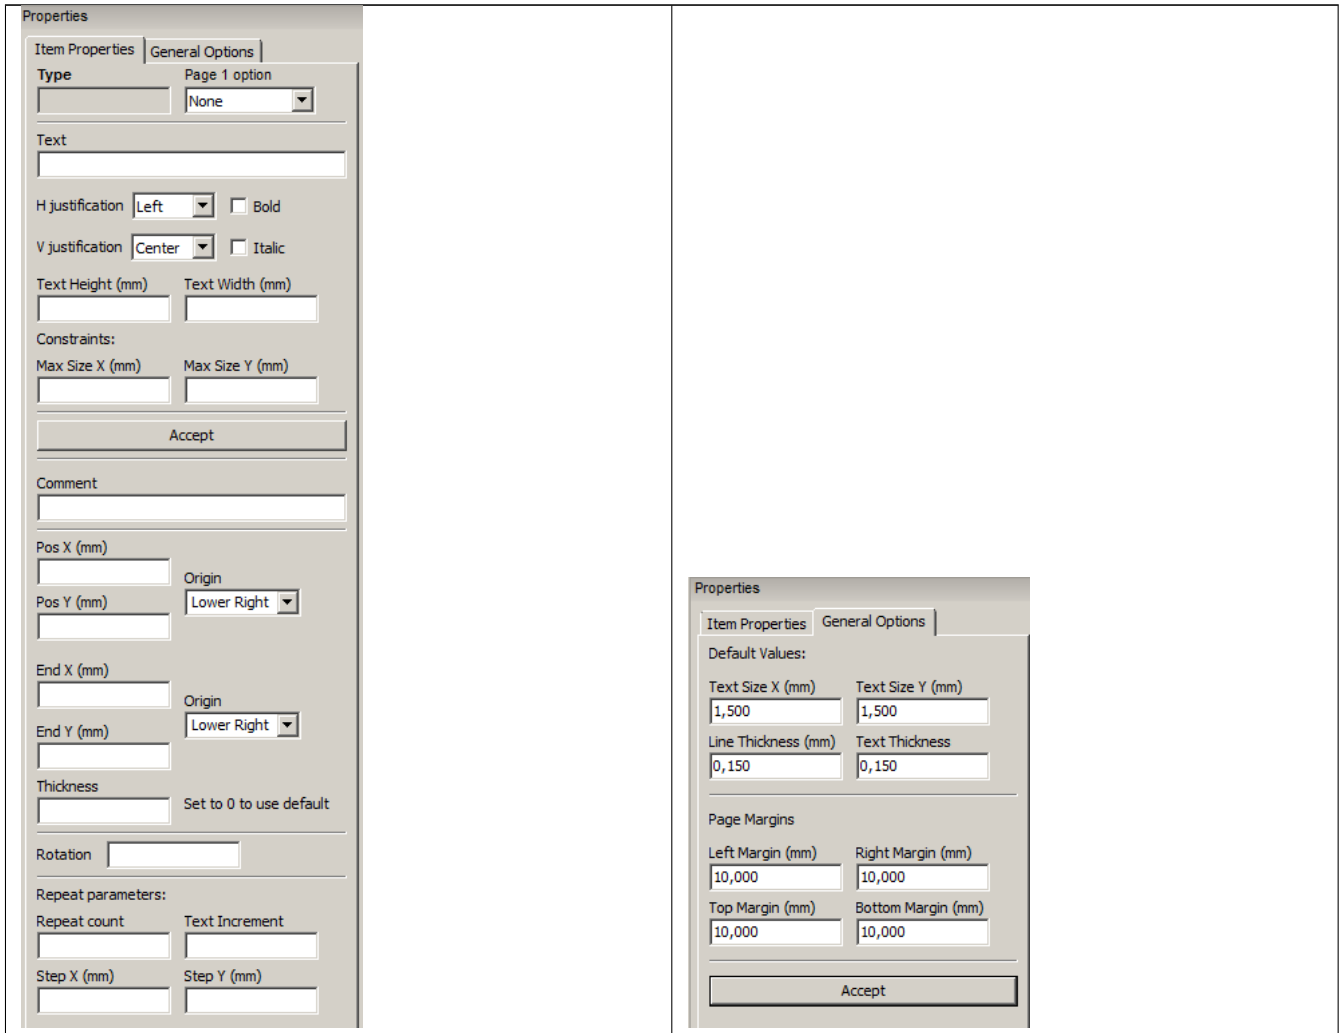 Properties
Item Properties General Options
Type Page 1 option
None
Text
H justification Left Bold
V justification Center Italic
Text Height (mm) Text Width (mm)
Constraints:
Max Size X (mm) Max Size Y (mm)
Accept
Comment
Pos X (mm)
Origin
Pos Y (mm) Lower Right
End X (mm)
Origin
End Y (mm) Lower Right
Thickness
Set to 0 to use default
Rotation
Repeat parameters:
Repeat count Text Increment
Step X (mm) Step Y (mm)
Properties
Item Properties General Options
Default Values:
Text Size X (mm) Text Size Y (mm)
1,500 1,500
Line Thickness (mm) Text Thickness
0,150 0,150
Page Margins
Left Margin (mm) Right Margin (mm)
10,000 10,000
Top Margin (mm) Bottom Margin (mm)
10,000 10,000
Accept